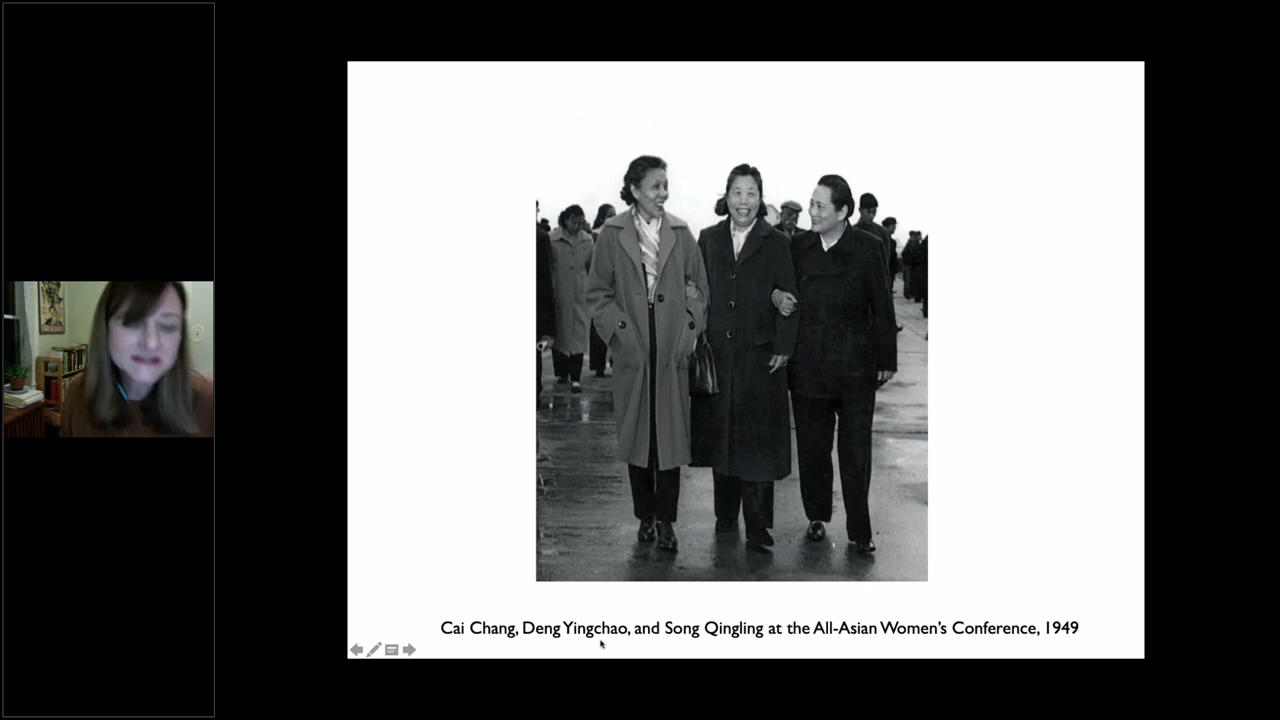 Cai Chang, Deng Yingchao, and Song Qingling at the All-Asian Women's Conference, 1949